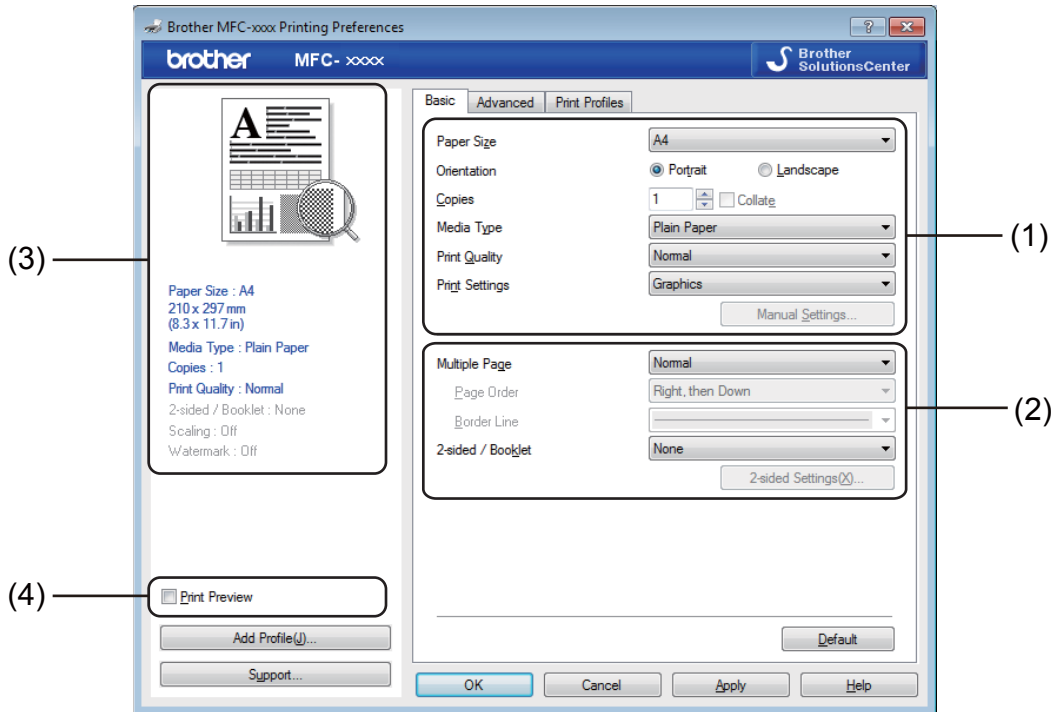 Brother MFC-xxxx Printing Preferences
brother MFC- xxxx
Brother
SolutionsCenter
Basic Advanced Print Profiles
A
(3)
Paper Size : A4
210 x 297 mm
(8.3 x 11.7 in)
Media Type : Plain Paper
Copies : 1
Print Quality : Normal
2-sided / Booklet : None
Scaling : Off
Watermark : Off
(4)
Print Preview
Add Profile(J)...
Support...
Paper Size A4
Orientation Portrait Landscape
Copies 1 Collate
Media Type Plain Paper
(1)
Print Quality Normal
Print Settings Graphics
Manual Settings...
Multiple Page Normal
Page Order Right, then Down
(2)
Border Line
2-sided / Booklet None
2-sided Settings(X)...
Default
OK Cancel Apply Help